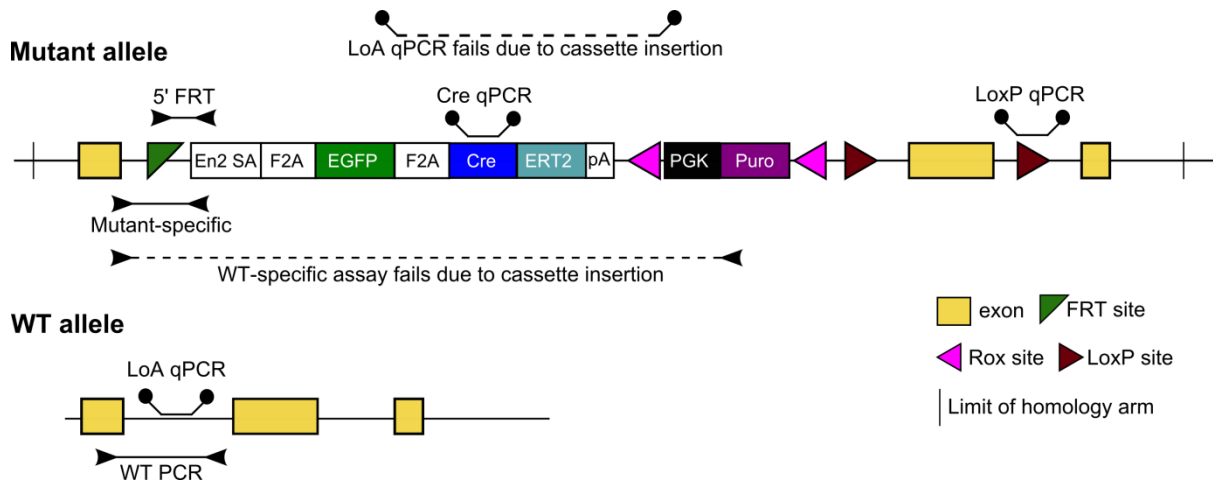 LoA qPCR fails due to cassette insertion
Mutant allele
5' FRT
Cre qPCR
LoxP qPCR
En2 SA F2A EGFP F2A Cre ERT2 pA PGK Puro
Mutant-specific
WT-specific assay fails due to cassette insertion
WT allele
LoA qPCR
WT PCR
exon FRT site
Rox site LoxP site
Limit of homology arm